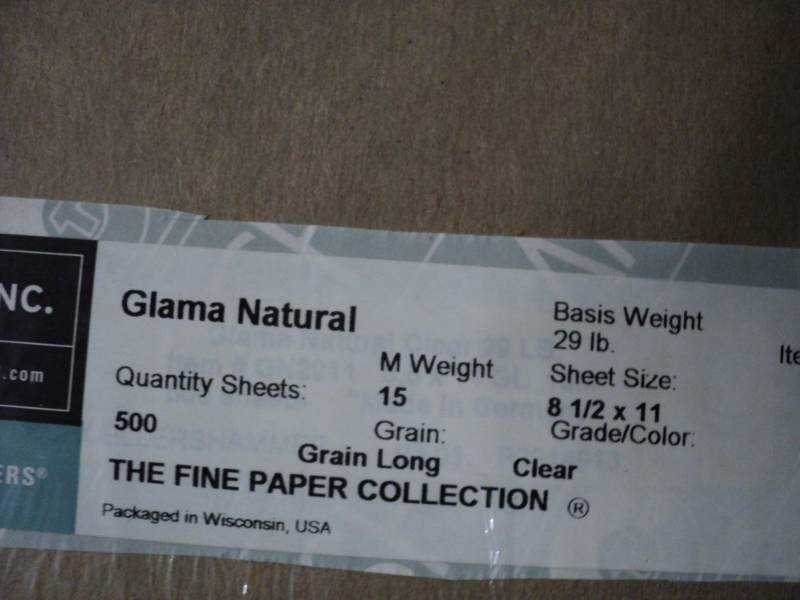 NC.
.com
ERS®
Glama Natural
Basis Weight
29 lb.
Ite
M Weight
15
Sheet Size:
8 1/2 x 11
Quantity Sheets:
500
Grain:
Grain Long
Grade/Color:
Clear
THE FINE PAPER COLLECTION ®
Packaged in Wisconsin, USA